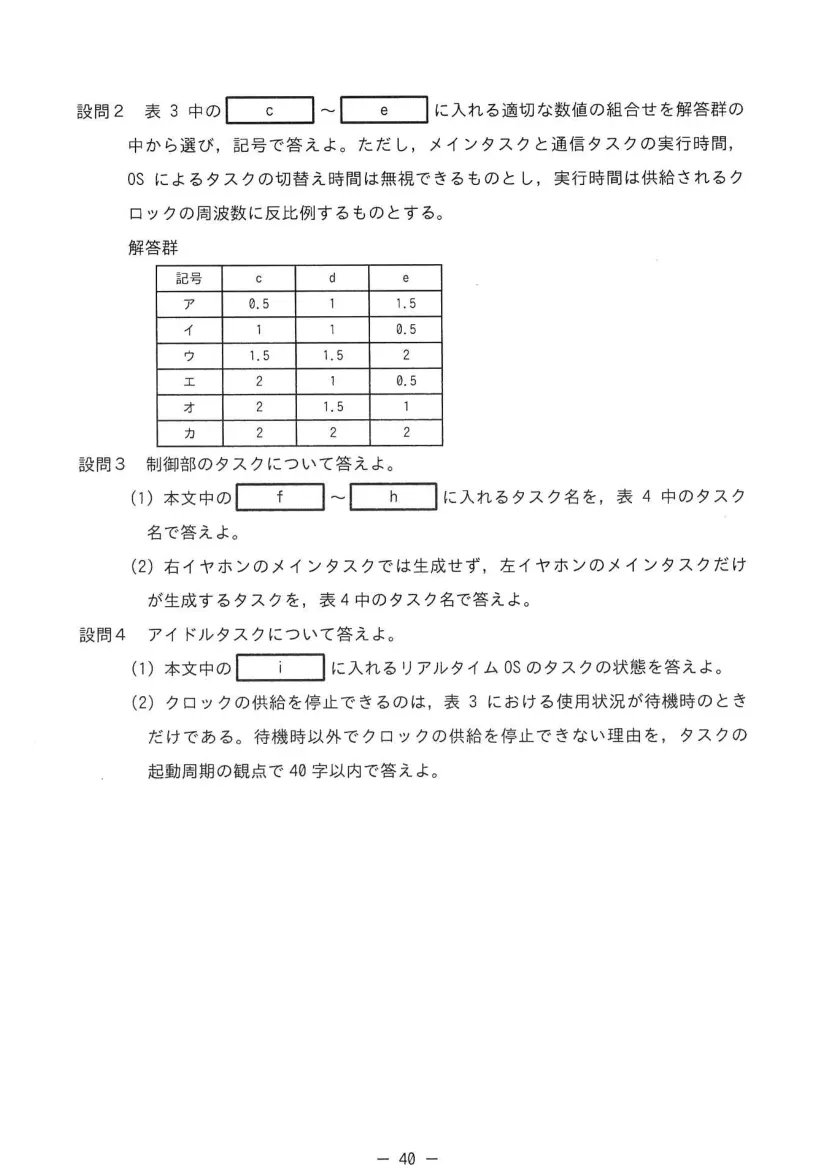 設問2 表 3 中の c ～ e に入れる適切な数値の組合せを解答群の
中から選び，記号で答えよ。ただし，メインタスクと通信タスクの実行時間，
OS によるタスクの切替え時間は無視できるものとし，実行時間は供給されるク
ロックの周波数に反比例するものとする。
解答群
記号 c d e
ア 0.5 1 1.5
イ 1 1 0.5
ウ 1.5 1.5 2
エ 2 1 0.5
オ 2 1.5 1
カ 2 2 2
設問3 制御部のタスクについて答えよ。
(1) 本文中の f ～ h に入れるタスク名を，表 4 中のタスク
名で答えよ。
(2) 右イヤホンのメインタスクでは生成せず，左イヤホンのメインタスクだけ
が生成するタスクを，表4中のタスク名で答えよ。
設問4 アイドルタスクについて答えよ。
(1) 本文中の i に入れるリアルタイム OS のタスクの状態を答えよ。
(2) クロックの供給を停止できるのは，表 3 における使用状況が待機時のとき
だけである。待機時以外でクロックの供給を停止できない理由を，タスクの
起動周期の観点で 40 字以内で答えよ。
－ 40 －